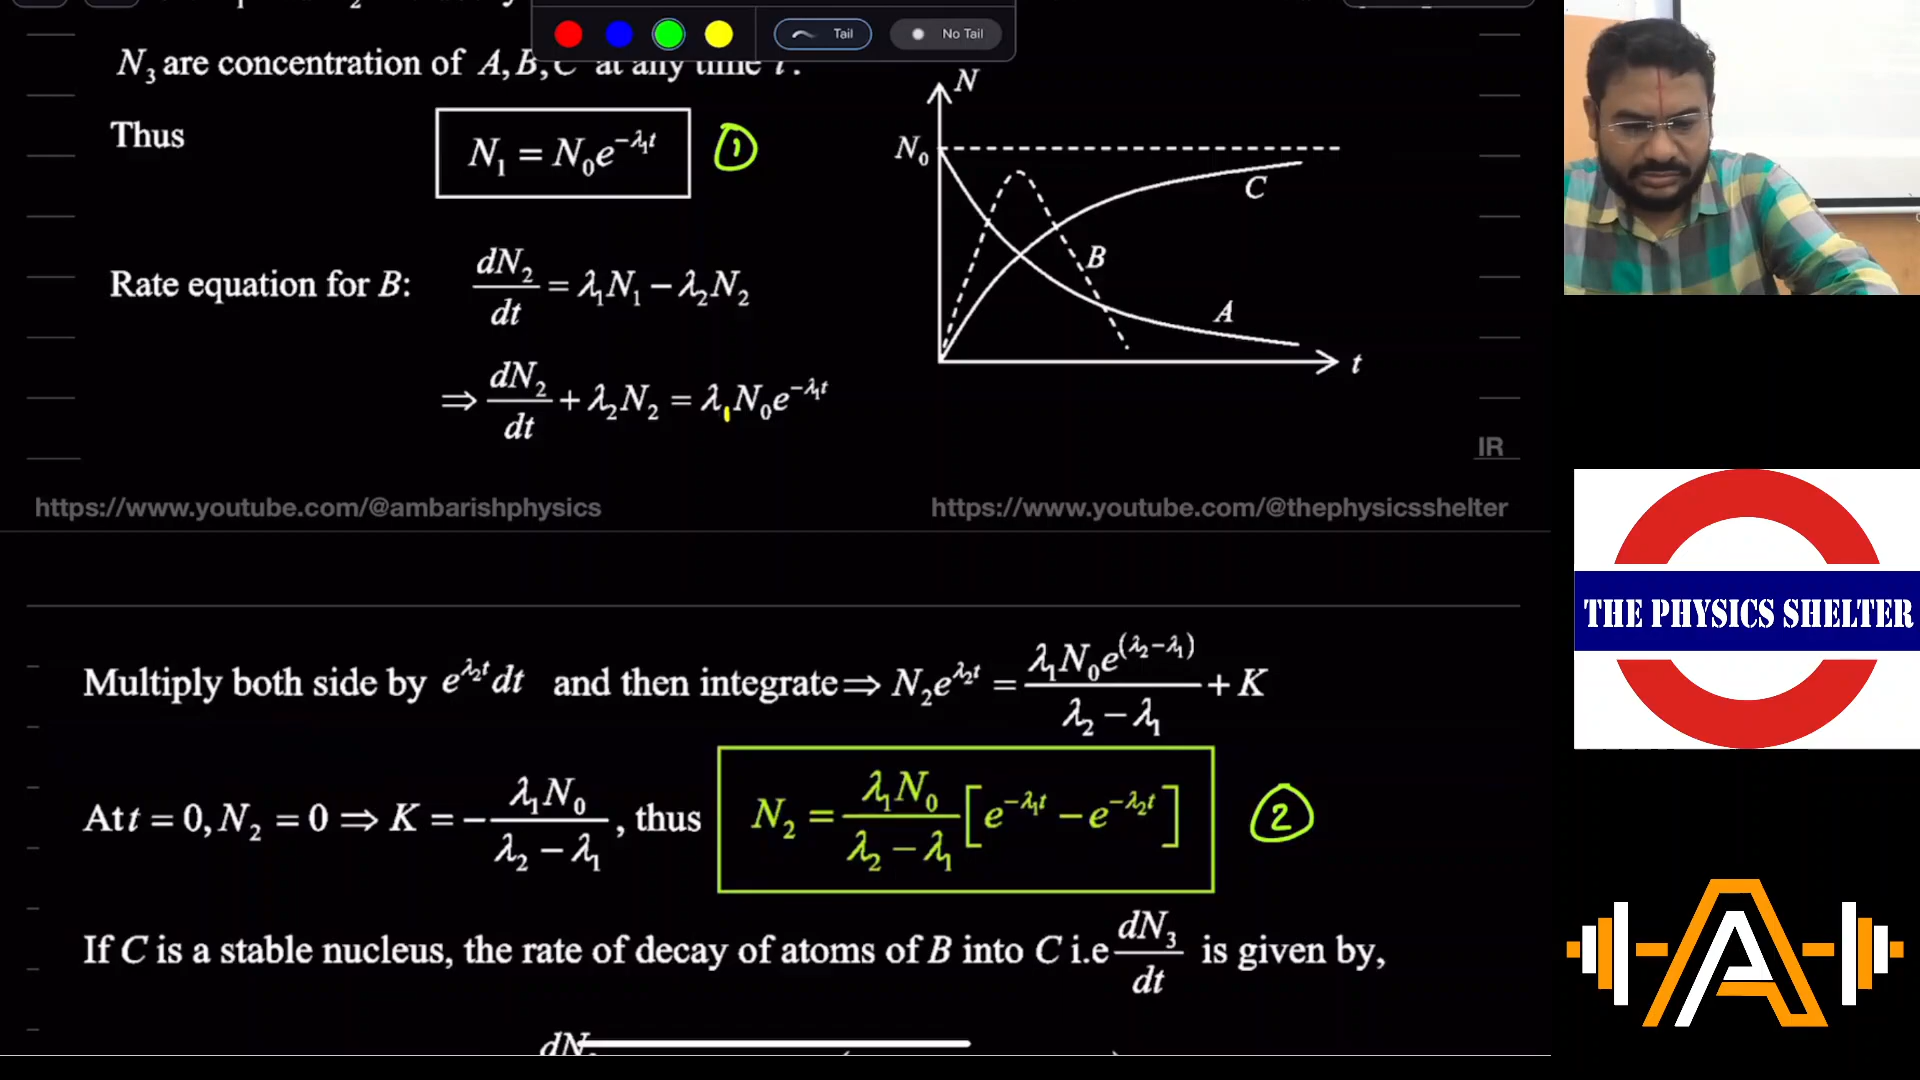 Tail
No Tail
N₃ are concentration of A, B, C at any time t.
Thus
N₁ = N₀e^{−λ₁t}
①
N
N₀
C
B
A
t
Rate equation for B: dN₂/dt = λ₁N₁ − λ₂N₂
⇒ dN₂/dt + λ₂N₂ = λ₁N₀e^{−λ₁t}
IR
https://www.youtube.com/@ambarishphysics
https://www.youtube.com/@thephysicsshelter
THE PHYSICS SHELTER
Multiply both side by e^{λ₂t}dt and then integrate ⇒ N₂e^{λ₂t} = λ₁N₀e^{(λ₂−λ₁)}/(λ₂ − λ₁) + K
At t = 0, N₂ = 0 ⇒ K = −λ₁N₀/(λ₂ − λ₁), thus N₂ = λ₁N₀/(λ₂ − λ₁) [e^{−λ₁t} − e^{−λ₂t}] ②
If C is a stable nucleus, the rate of decay of atoms of B into C i.e dN₃/dt is given by,
dN
A